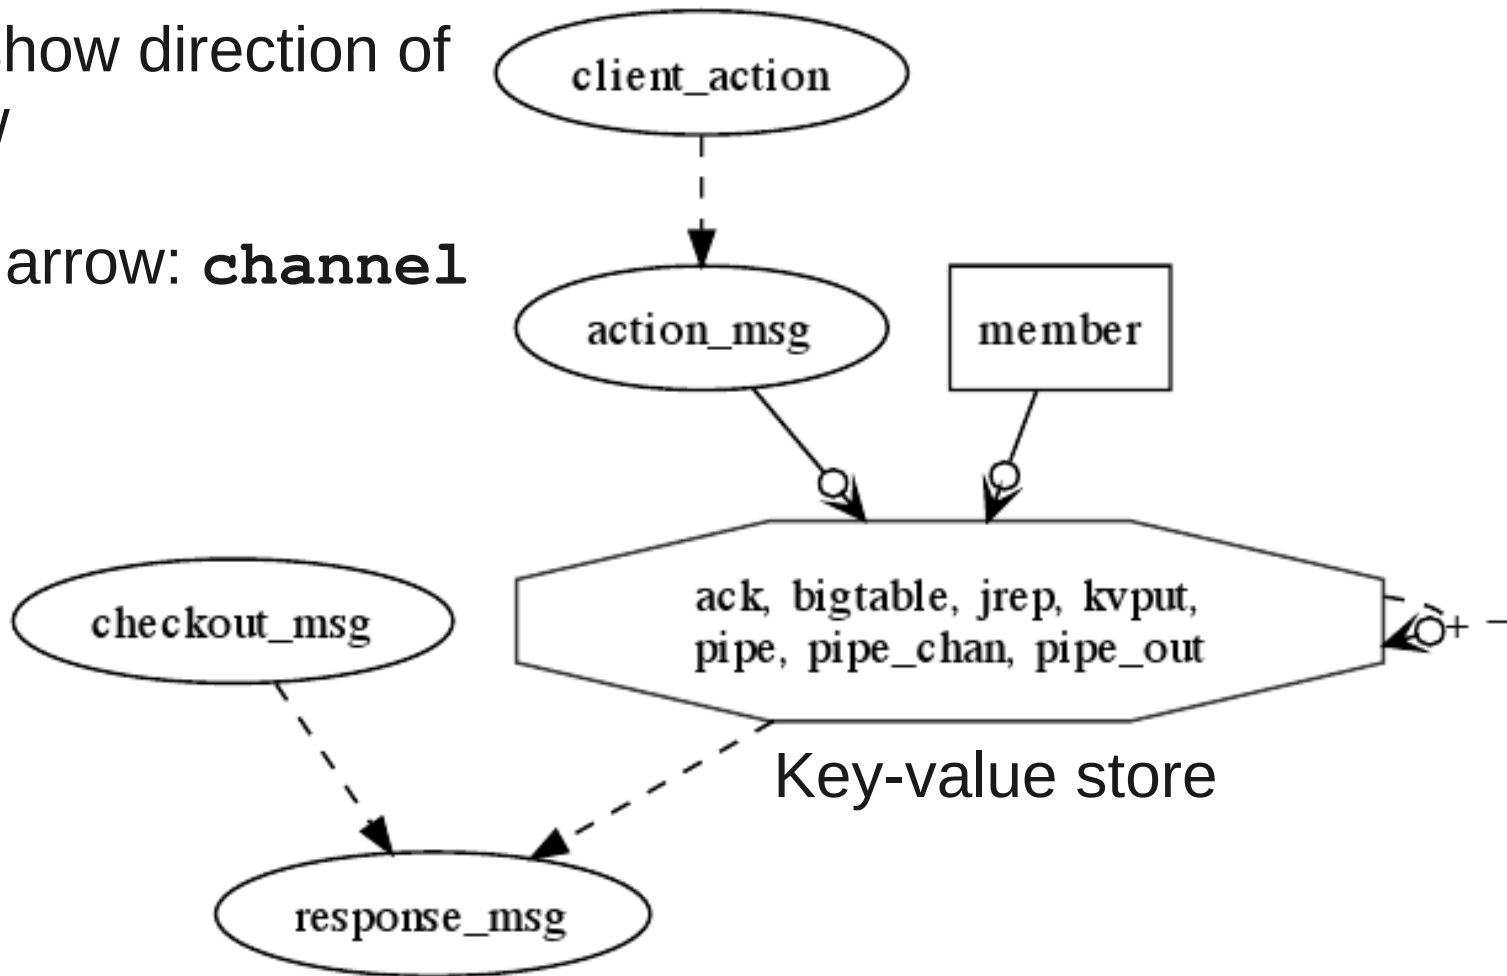 how direction of
client_action
arrow: channel
action_msg
member
checkout_msg
ack, bigtable, jrep, kvput,
pipe, pipe_chan, pipe_out
+ −
Key-value store
response_msg